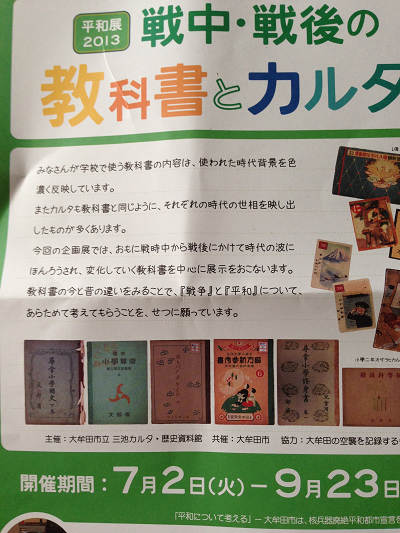 平和展
2013
戦中・戦後の
教科書とカルタ
みなさんが学校で使う教科書の内容は、使われた時代背景を色
濃く反映しています。
またカルタも教科書と同じように、それぞれの時代の世相を映し出
したものが多くあります。
今回の企画展では、おもに戦時中から戦後にかけて時代の波に
ほんろうされ、変化していく教科書を中心に展示をおこないます。
教科書の今と昔の違いをみることで、『戦争』と『平和』について、
あらためて考えてもらうことを、せつに願っています。
主催：大牟田市立 三池カルタ・歴史資料館　共催：大牟田市　協力：大牟田の空襲を記録する
開催期間：7月2日(火)－9月23日
「平和について考える」－大牟田市は、核兵器廃絶平和都市宣言を